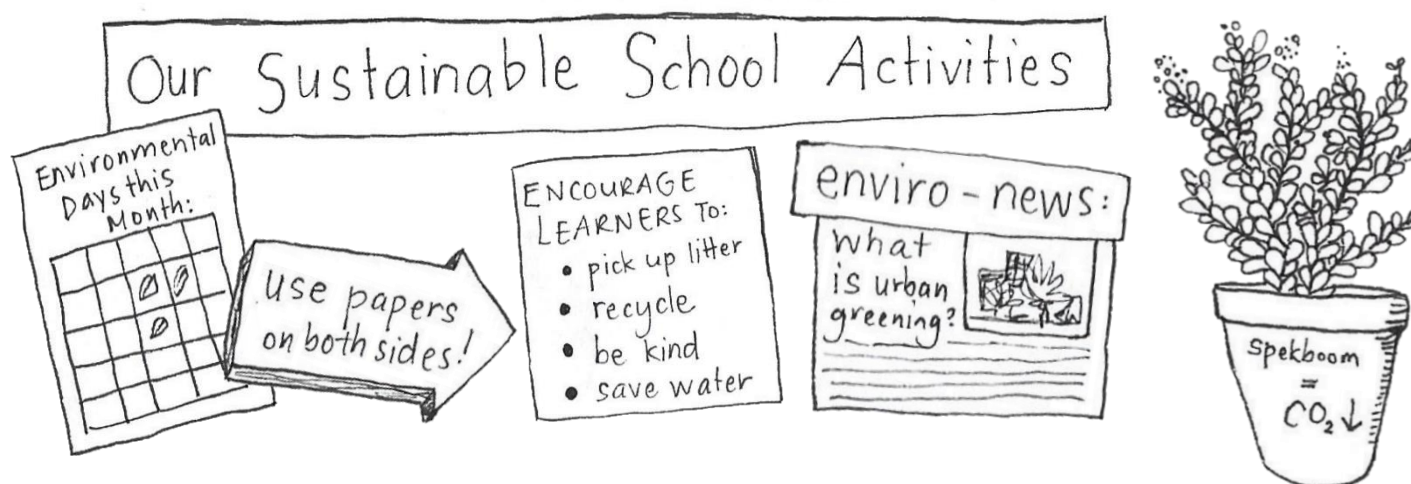 Our Sustainable School Activities
Environmental
Days this
Month:
use papers
on both sides!
ENCOURAGE
LEARNERS TO:
• pick up litter
• recycle
• be kind
• save water
enviro-news:
What
is urban
greening?
Spekboom
=
CO₂ ↓